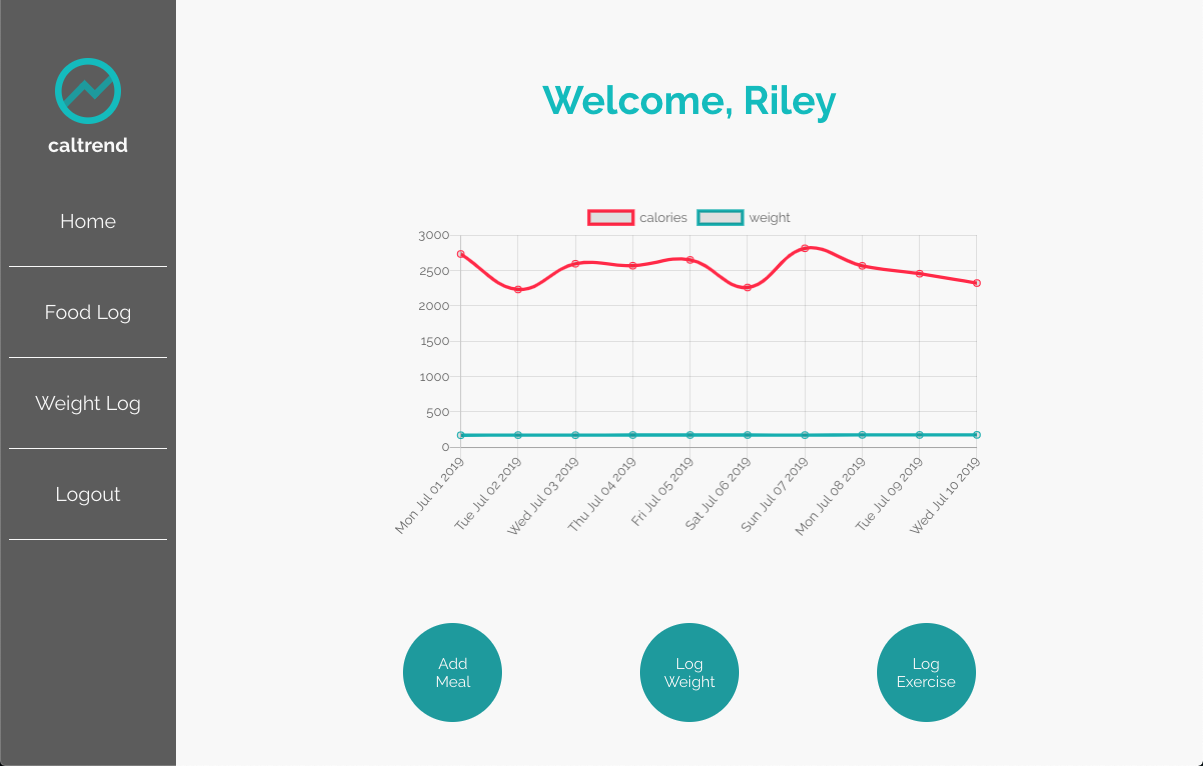 caltrend
Home
Food Log
Weight Log
Logout
Welcome, Riley
calories weight
3000
2500
2000
1500
1000
500
0
Mon Jul 01 2019
Tue Jul 02 2019
Wed Jul 03 2019
Thu Jul 04 2019
Fri Jul 05 2019
Sat Jul 06 2019
Sun Jul 07 2019
Mon Jul 08 2019
Tue Jul 09 2019
Wed Jul 10 2019
Add
Meal
Log
Weight
Log
Exercise